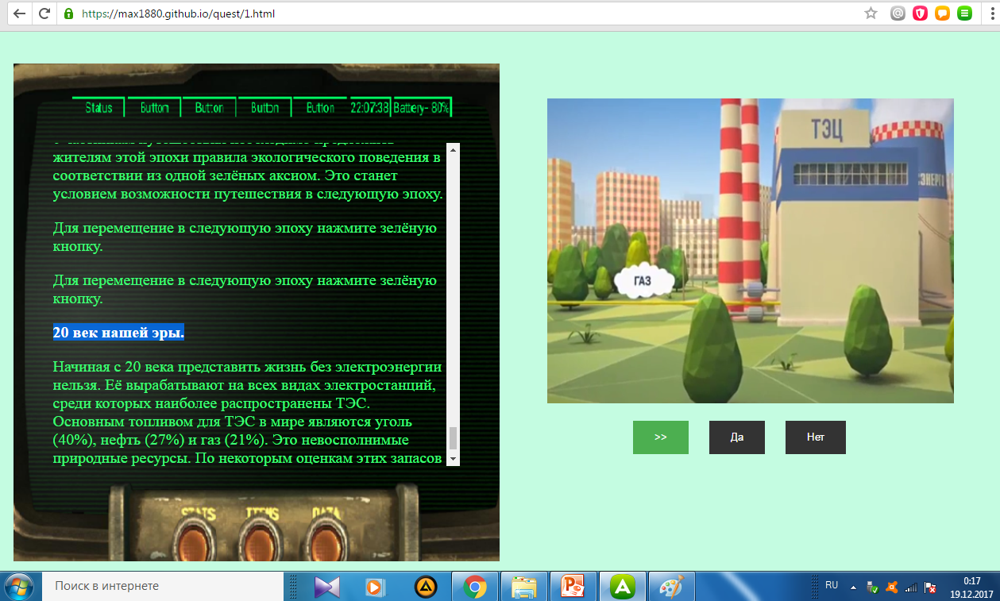 https://max1880.github.io/quest/1.html
Status Button Button Button Button 22:07:38 Battery- 80%
жителям этой эпохи правила экологического поведения в
соответствии из одной зелёных аксиом. Это станет
условием возможности путешествия в следующую эпоху.
Для перемещение в следующую эпоху нажмите зелёную
кнопку.
Для перемещение в следующую эпоху нажмите зелёную
кнопку.
20 век нашей эры.
Начиная с 20 века представить жизнь без электроэнергии
нельзя. Её вырабатывают на всех видах электростанций,
среди которых наиболее распространены ТЭС.
Основным топливом для ТЭС в мире являются уголь
(40%), нефть (27%) и газ (21%). Это невосполнимые
природные ресурсы. По некоторым оценкам этих запасов
STATS ITEMS DATA
ТЭЦ
ЭНЕРГИ
ГАЗ
>> Да Нет
Поиск в интернете
RU
0:17
19.12.2017